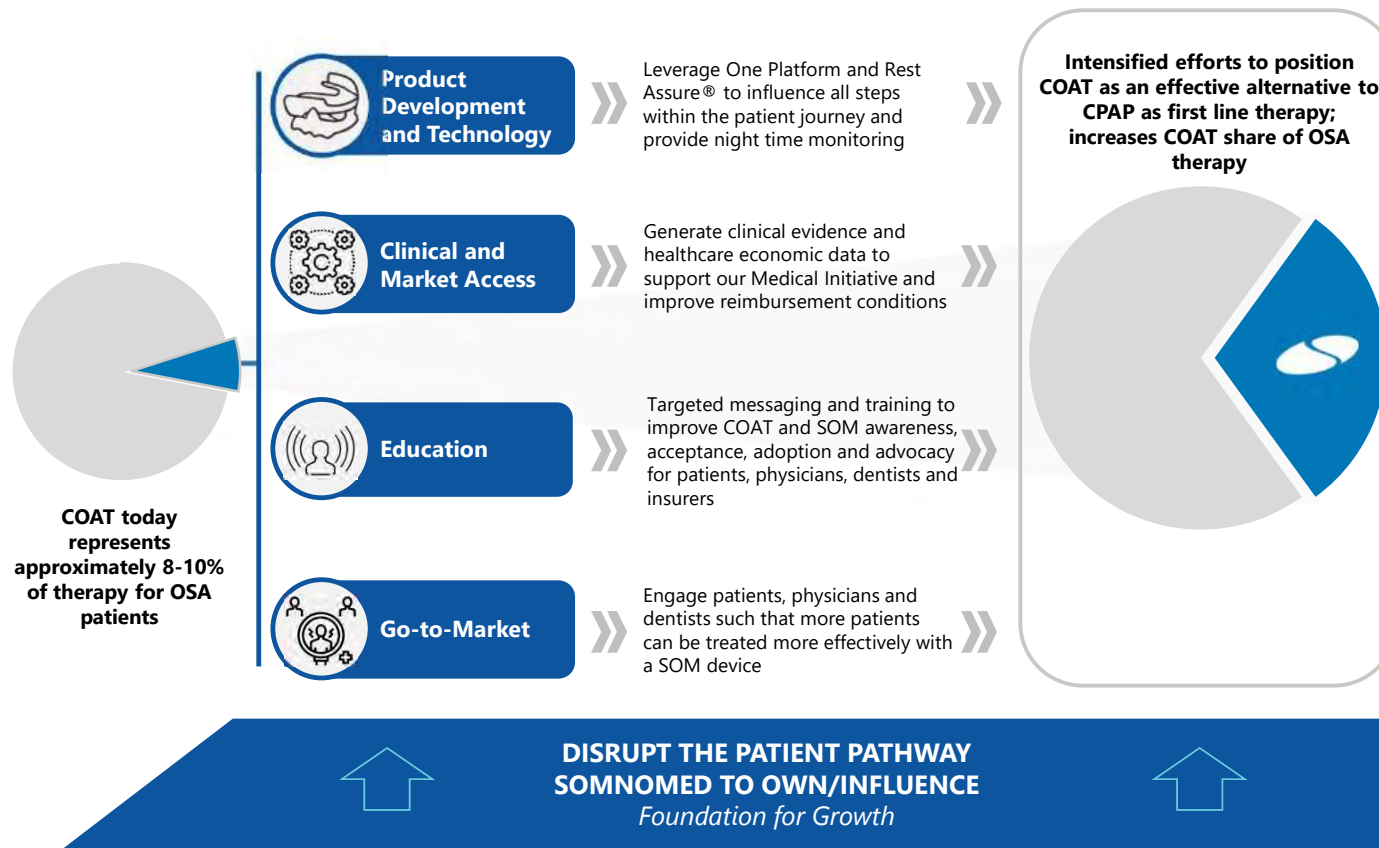 COAT today
represents
approximately 8-10%
of therapy for OSA
patients
Product
Development
and Technology
Leverage One Platform and Rest
Assure® to influence all steps
within the patient journey and
provide night time monitoring
Clinical and
Market Access
Generate clinical evidence and
healthcare economic data to
support our Medical Initiative and
improve reimbursement conditions
Education
Targeted messaging and training to
improve COAT and SOM awareness,
acceptance, adoption and advocacy
for patients, physicians, dentists and
insurers
Go-to-Market
Engage patients, physicians and
dentists such that more patients
can be treated more effectively with
a SOM device
Intensified efforts to position
COAT as an effective alternative to
CPAP as first line therapy;
increases COAT share of OSA
therapy
DISRUPT THE PATIENT PATHWAY
SOMNOMED TO OWN/INFLUENCE
Foundation for Growth